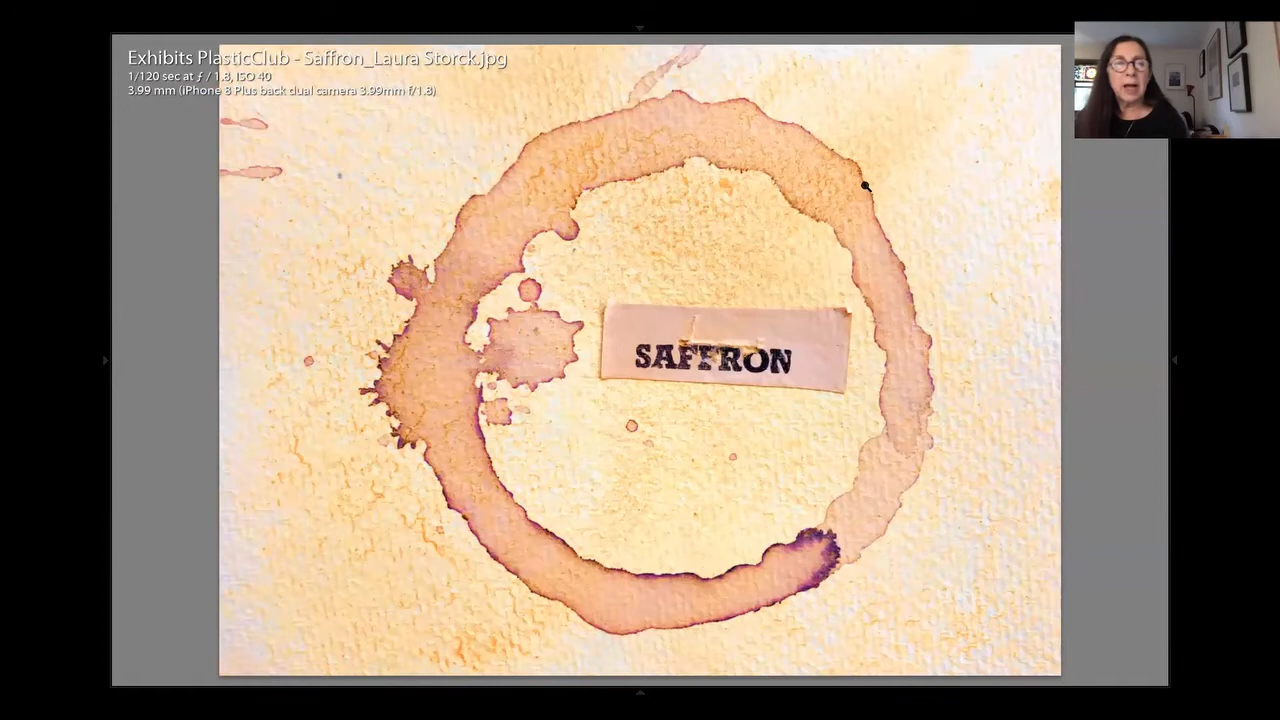 Exhibits PlasticClub - Saffron_Laura Storck.jpg
1/120 sec at ƒ / 1.8, ISO 40
3.99 mm (iPhone 8 Plus back dual camera 3.99mm f/1.8)
SAFFRON